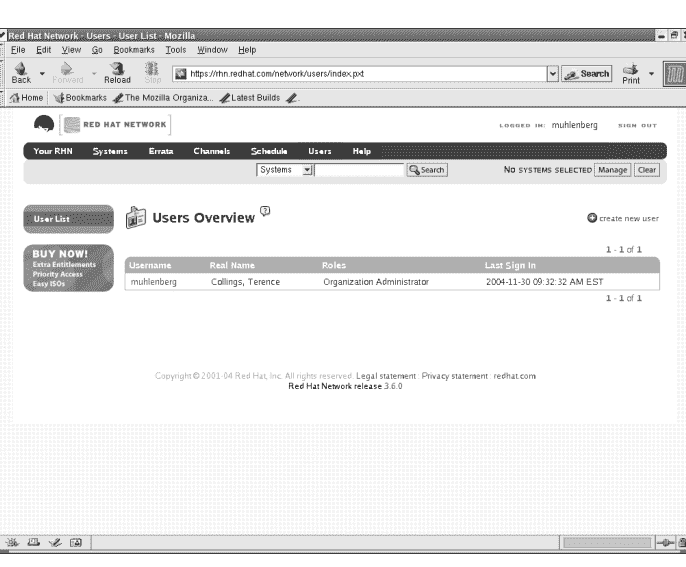 Red Hat Network - Users - User List - Mozilla
File Edit View Go Bookmarks Tools Window Help
Back Forward Reload Stop https://rhn.redhat.com/network/users/index.pxt Search Print
Home Bookmarks The Mozilla Organiza... Latest Builds
RED HAT NETWORK LOGGED IN: muhlenberg SIGN OUT
Your RHN Systems Errata Channels Schedule Users Help
Systems Search NO SYSTEMS SELECTED Manage Clear
User List
Users Overview ?
create new user
BUY NOW!
Extra Entitlements
Priority Access
Easy ISOs
1 - 1 of 1
Username Real Name Roles Last Sign In
muhlenberg Collings, Terence Organization Administrator 2004-11-30 09:32:32 AM EST
1 - 1 of 1
Copyright © 2001-04 Red Hat, Inc. All rights reserved. Legal statement : Privacy statement : redhat.com
Red Hat Network release 3.6.0